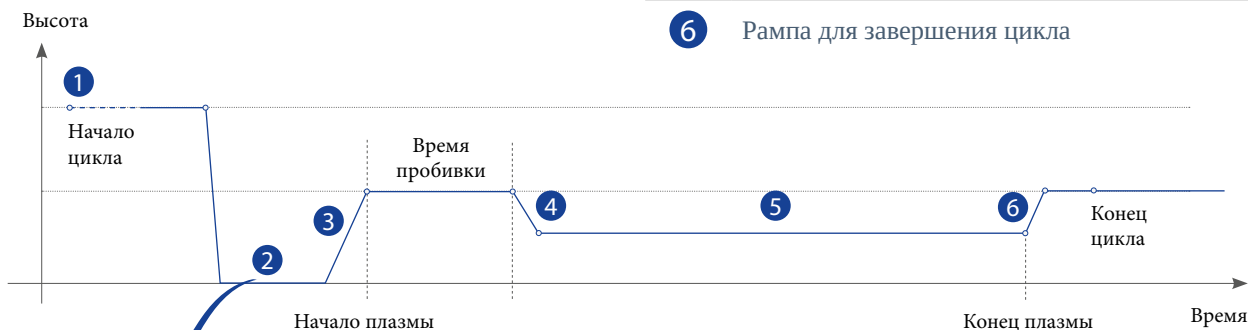 Высота
6 Рампа для завершения цикла
1
Начало
цикла
Время
пробивки
2
3
4
5
6
Конец
цикла
Начало плазмы
Конец плазмы
Время